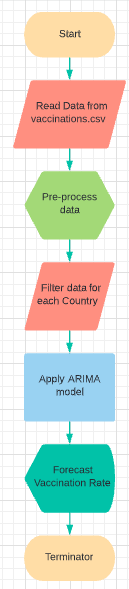 Start
Read Data from
vaccinations.csv
Pre-process
data
Filter data for
each Country
Apply ARIMA
model
Forecast
Vaccination Rate
Terminator